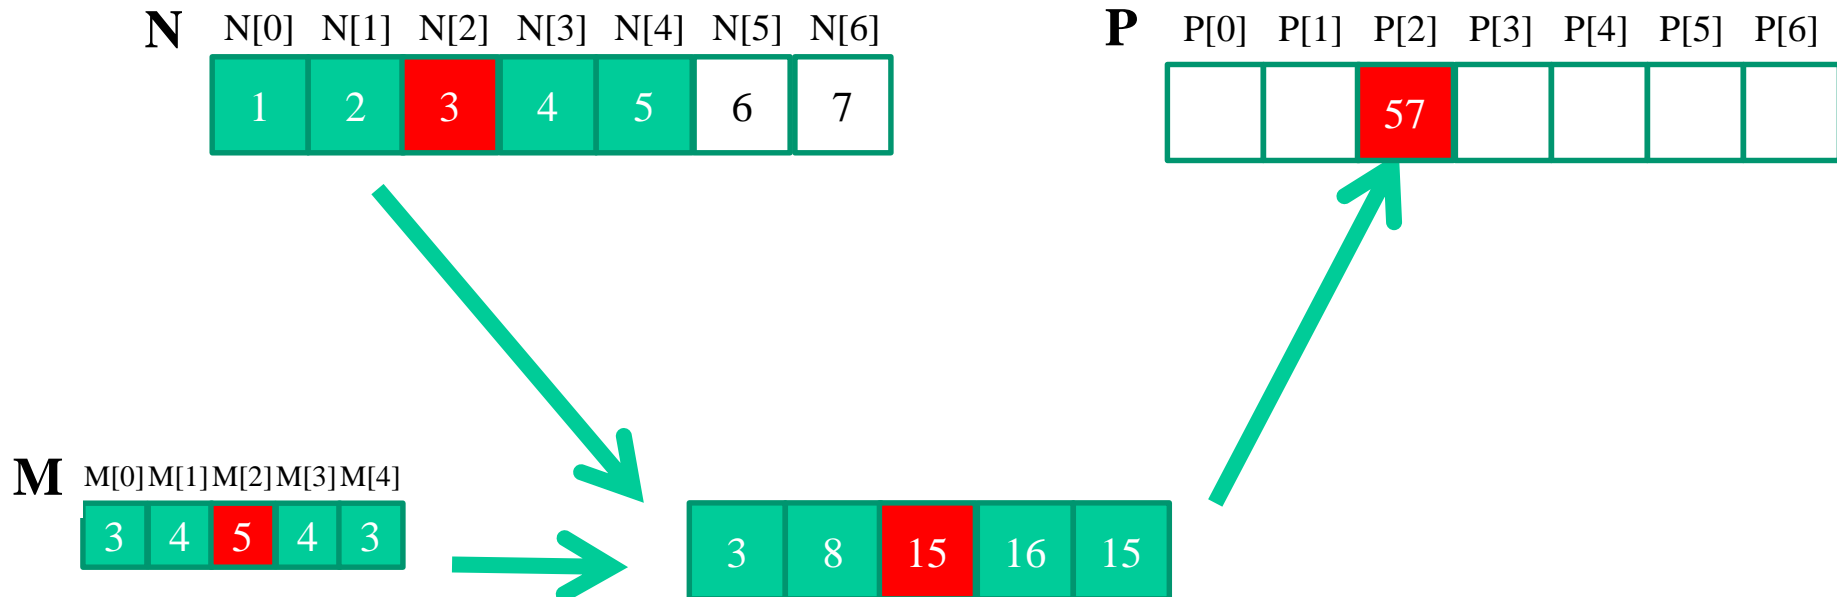 N N[0] N[1] N[2] N[3] N[4] N[5] N[6]
1 2 3 4 5 6 7
P P[0] P[1] P[2] P[3] P[4] P[5] P[6]
57
M M[0] M[1] M[2] M[3] M[4]
3 4 5 4 3
3 8 15 16 15